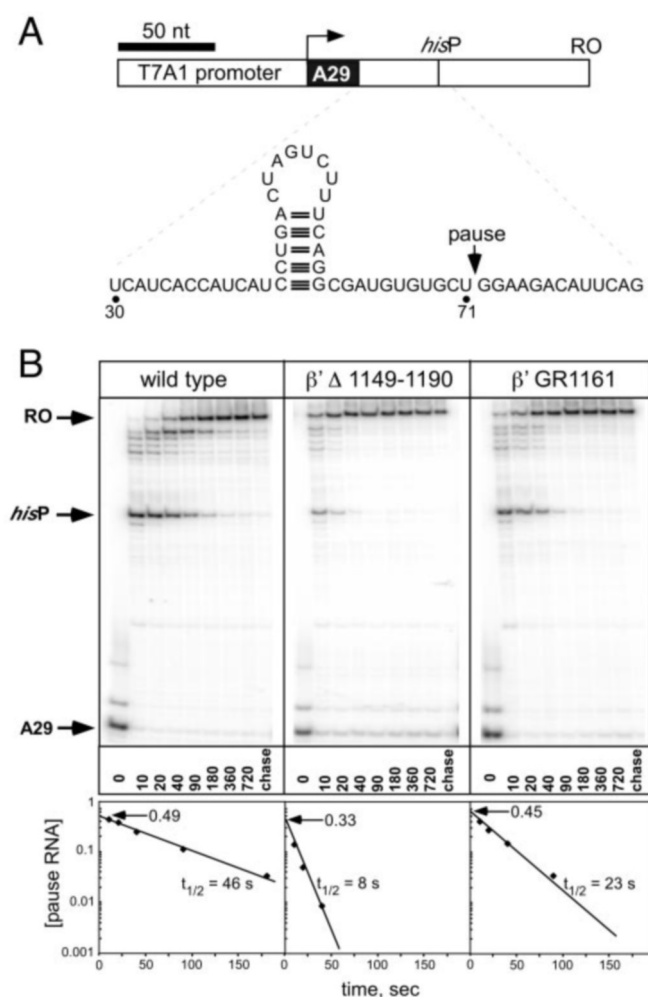 A
50 nt
hisP
RO
T7A1 promoter
A29
G U
A C
U U
C U
A U
G C
U A
C G
pause
UCAUCACCAUCAUC GCGAUGUGUGCU GGAAGACAUUCAG
30
71
B
wild type
β' Δ 1149-1190
β' GR1161
RO
hisP
A29
0 10 20 40 90 180 360 720 chase
0 10 20 40 90 180 360 720 chase
0 10 20 40 90 180 360 720 chase
[pause RNA]
1
0.1
0.01
0.001
0.49
t1/2 = 46 s
0.33
t1/2 = 8 s
0.45
t1/2 = 23 s
0 50 100 150
0 50 100 150
0 50 100 150
time, sec